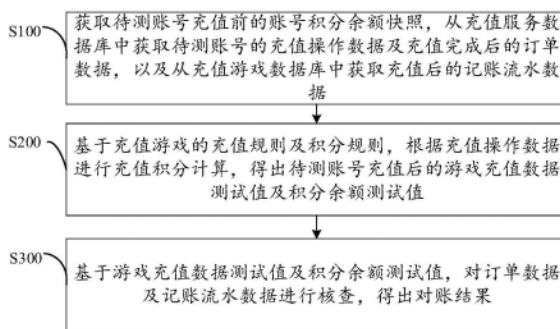 S100
获取待测账号充值前的账号积分余额快照，从充值服务
数据库中获取待测账号的充值操作数据及充值完成后的订单
数据，以及从充值游戏数据库中获取充值后的记账流水数
据
S200
基于充值游戏的充值规则及积分规则，根据充值操作数据
进行充值积分计算，得出待测账号充值后的游戏充值数据
测试值及积分余额测试值
S300
基于游戏充值数据测试值及积分余额测试值，对订单数据
及记账流水数据进行核查，得出对账结果